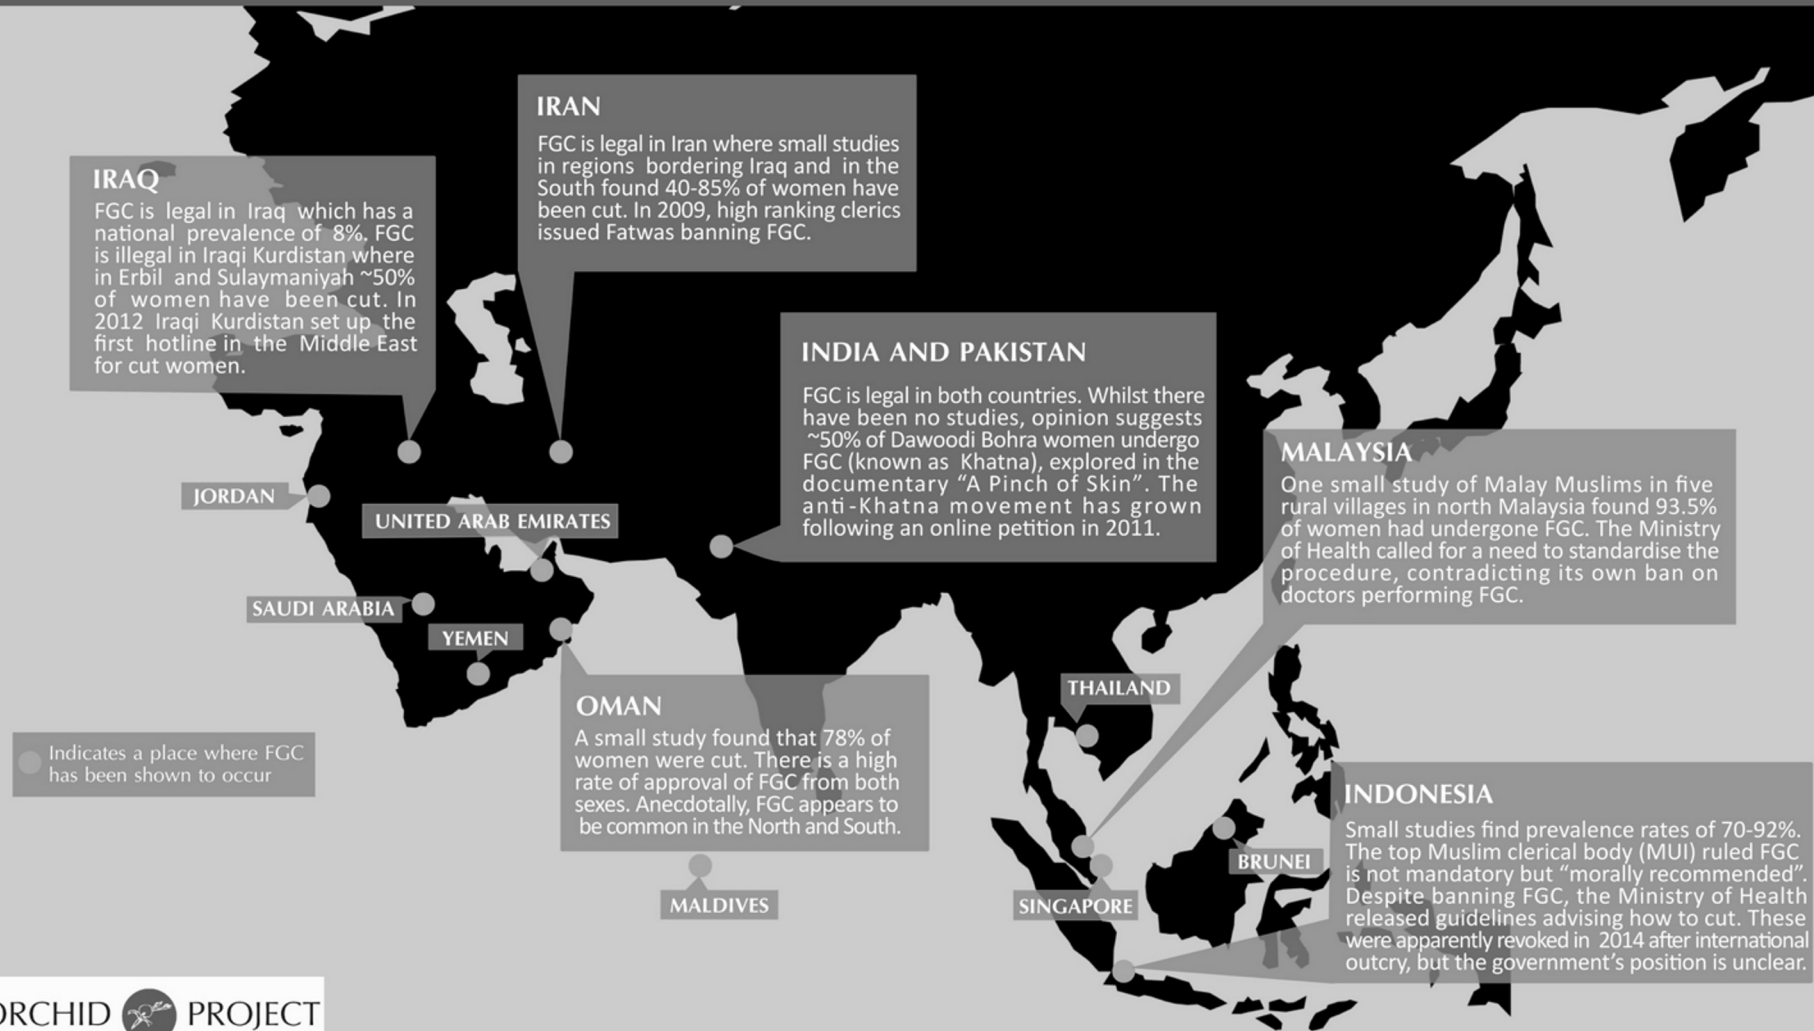 IRAN
FGC is legal in Iran where small studies
in regions bordering Iraq and in the
South found 40-85% of women have
been cut. In 2009, high ranking clerics
issued Fatwas banning FGC.
IRAQ
FGC is legal in Iraq which has a
national prevalence of 8%. FGC
is illegal in Iraqi Kurdistan where
in Erbil and Sulaymaniyah ~50%
of women have been cut. In
2012 Iraqi Kurdistan set up the
first hotline in the Middle East
for cut women.
INDIA AND PAKISTAN
FGC is legal in both countries. Whilst there
have been no studies, opinion suggests
~50% of Dawoodi Bohra women undergo
FGC (known as Khatna), explored in the
documentary “A Pinch of Skin”. The
anti-Khatna movement has grown
following an online petition in 2011.
MALAYSIA
One small study of Malay Muslims in five
rural villages in north Malaysia found 93.5%
of women had undergone FGC. The Ministry
of Health called for a need to standardise the
procedure, contradicting its own ban on
doctors performing FGC.
JORDAN
UNITED ARAB EMIRATES
SAUDI ARABIA
YEMEN
OMAN
A small study found that 78% of
women were cut. There is a high
rate of approval of FGC from both
sexes. Anecdotally, FGC appears to
be common in the North and South.
THAILAND
Indicates a place where FGC
has been shown to occur
INDONESIA
Small studies find prevalence rates of 70-92%.
The top Muslim clerical body (MUI) ruled FGC
is not mandatory but “morally recommended”.
Despite banning FGC, the Ministry of Health
released guidelines advising how to cut. These
were apparently revoked in 2014 after international
outcry, but the government’s position is unclear.
BRUNEI
MALDIVES
SINGAPORE
ORCHID PROJECT